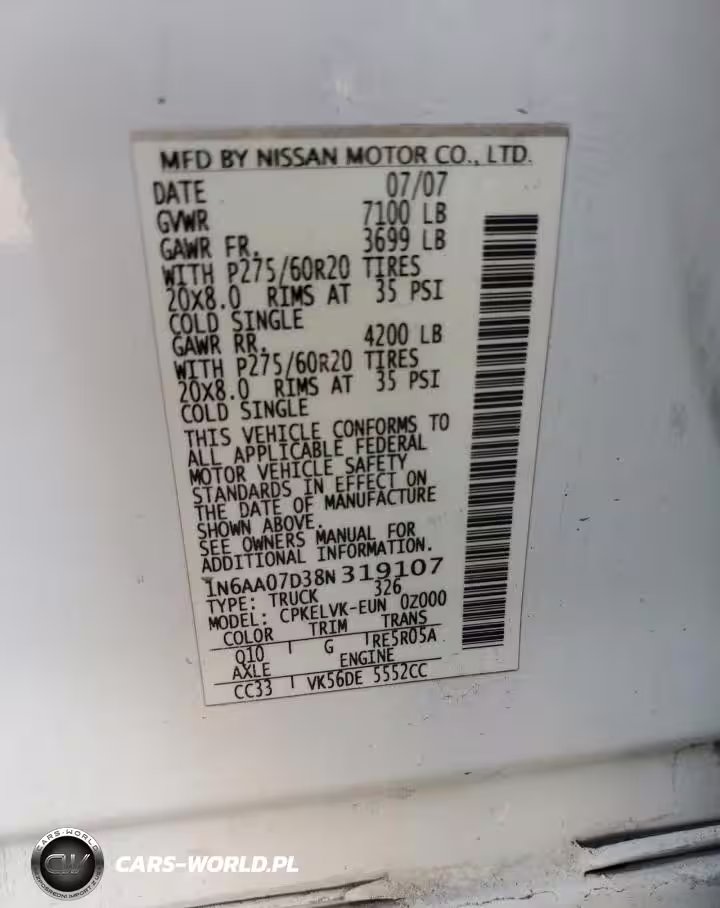 MFD BY NISSAN MOTOR CO., LTD.
DATE 07/07
GVWR 7100 LB
GAWR FR. 3699 LB
WITH P275/60R20 TIRES
20X8.0 RIMS AT 35 PSI
COLD SINGLE
GAWR RR. 4200 LB
WITH P275/60R20 TIRES
20X8.0 RIMS AT 35 PSI
COLD SINGLE
THIS VEHICLE CONFORMS TO
ALL APPLICABLE FEDERAL
MOTOR VEHICLE SAFETY
STANDARDS IN EFFECT ON
THE DATE OF MANUFACTURE
SHOWN ABOVE.
SEE OWNERS MANUAL FOR
ADDITIONAL INFORMATION.
1N6AA07D38N319107
TYPE: TRUCK 326
MODEL: CPKELVK-EUN 0Z000
COLOR TRIM TRANS
Q10 G RE5R05A
AXLE ENGINE
CC33 VK56DE 5552CC
CARS-WORLD
CW
CARS-WORLD.PL